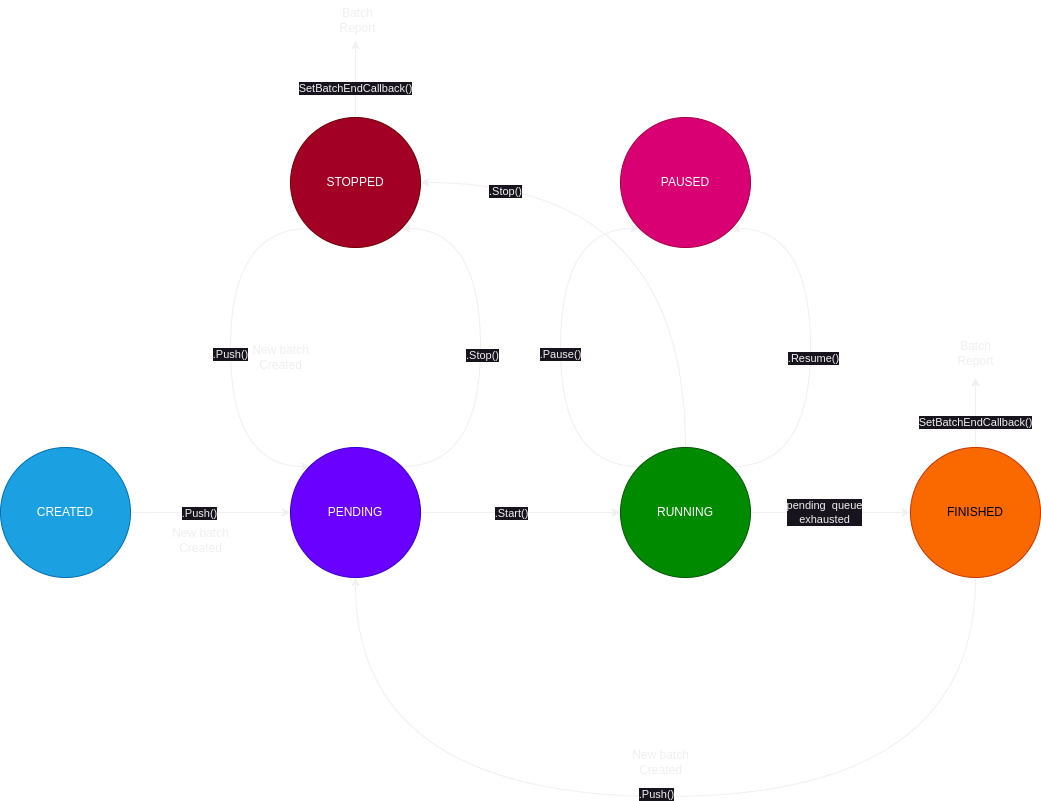 Batch
Report
SetBatchEndCallback()
STOPPED
PAUSED
.Stop()
.Push()
New batch
Created
.Stop()
.Pause()
.Resume()
Batch
Report
SetBatchEndCallback()
CREATED
.Push()
New batch
Created
PENDING
.Start()
RUNNING
pending queue
exhausted
FINISHED
New batch
Created
.Push()